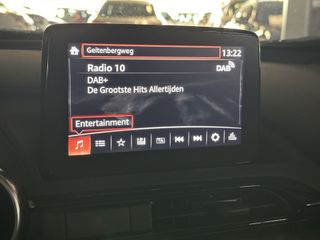 Geitenbergweg
13:22
Radio 10
DAB
DAB+
De Grootste Hits Allertijden
Entertainment